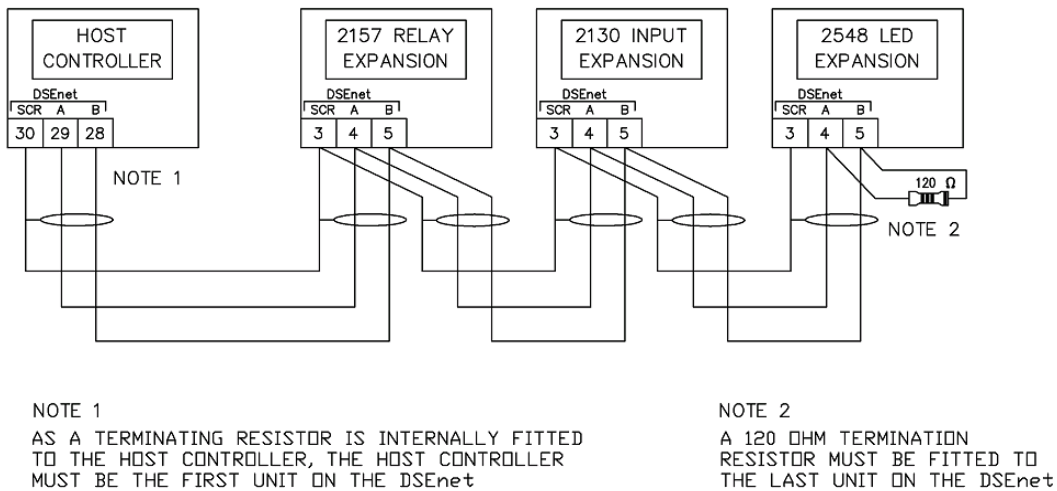 HOST
CONTROLLER
DSEnet
SCR A B
30 29 28
2157 RELAY
EXPANSION
DSEnet
SCR A B
3 4 5
2130 INPUT
EXPANSION
DSEnet
SCR A B
3 4 5
2548 LED
EXPANSION
DSEnet
SCR A B
3 4 5
NOTE 1
120 Ω
NOTE 2
NOTE 1
AS A TERMINATING RESISTOR IS INTERNALLY FITTED
TO THE HOST CONTROLLER, THE HOST CONTROLLER
MUST BE THE FIRST UNIT ON THE DSEnet
NOTE 2
A 120 OHM TERMINATION
RESISTOR MUST BE FITTED TO
THE LAST UNIT ON THE DSEnet